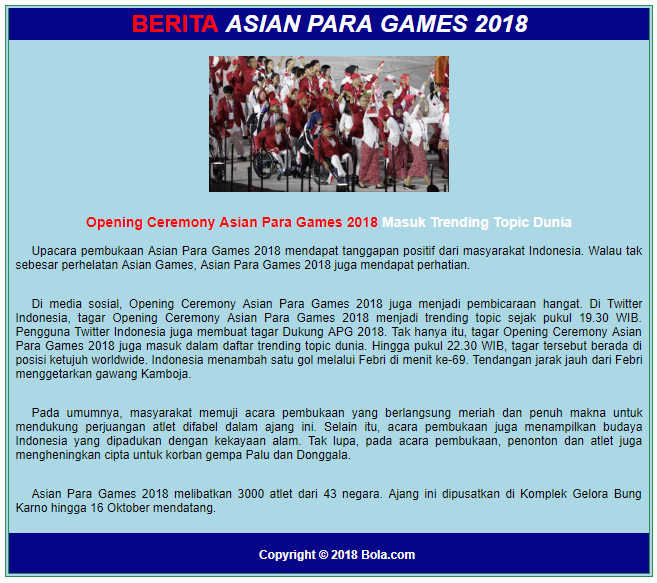 BERITA ASIAN PARA GAMES 2018
Opening Ceremony Asian Para Games 2018 Masuk Trending Topic Dunia
Upacara pembukaan Asian Para Games 2018 mendapat tanggapan positif dari masyarakat Indonesia. Walau tak
sebesar perhelatan Asian Games, Asian Para Games 2018 juga mendapat perhatian.
Di media sosial, Opening Ceremony Asian Para Games 2018 juga menjadi pembicaraan hangat. Di Twitter
Indonesia, tagar Opening Ceremony Asian Para Games 2018 menjadi trending topic sejak pukul 19.30 WIB.
Pengguna Twitter Indonesia juga membuat tagar Dukung APG 2018. Tak hanya itu, tagar Opening Ceremony Asian
Para Games 2018 juga masuk dalam daftar trending topic dunia. Hingga pukul 22.30 WIB, tagar tersebut berada di
posisi ketujuh worldwide. Indonesia menambah satu gol melalui Febri di menit ke-69. Tendangan jarak jauh dari Febri
menggetarkan gawang Kamboja.
Pada umumnya, masyarakat memuji acara pembukaan yang berlangsung meriah dan penuh makna untuk
mendukung perjuangan atlet difabel dalam ajang ini. Selain itu, acara pembukaan juga menampilkan budaya
Indonesia yang dipadukan dengan kekayaan alam. Tak lupa, pada acara pembukaan, penonton dan atlet juga
mengheningkan cipta untuk korban gempa Palu dan Donggala.
Asian Para Games 2018 melibatkan 3000 atlet dari 43 negara. Ajang ini dipusatkan di Komplek Gelora Bung
Karno hingga 16 Oktober mendatang.
Copyright © 2018 Bola.com